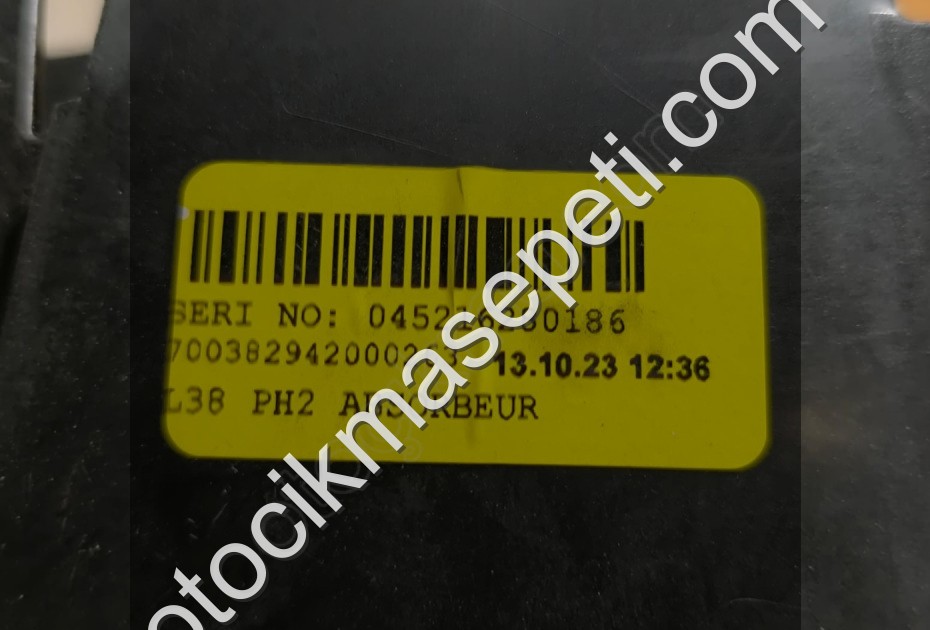 SERI NO:
13.10.23 12:36
L38 PH2 ABSORBEUR
otocikmasepeti.com